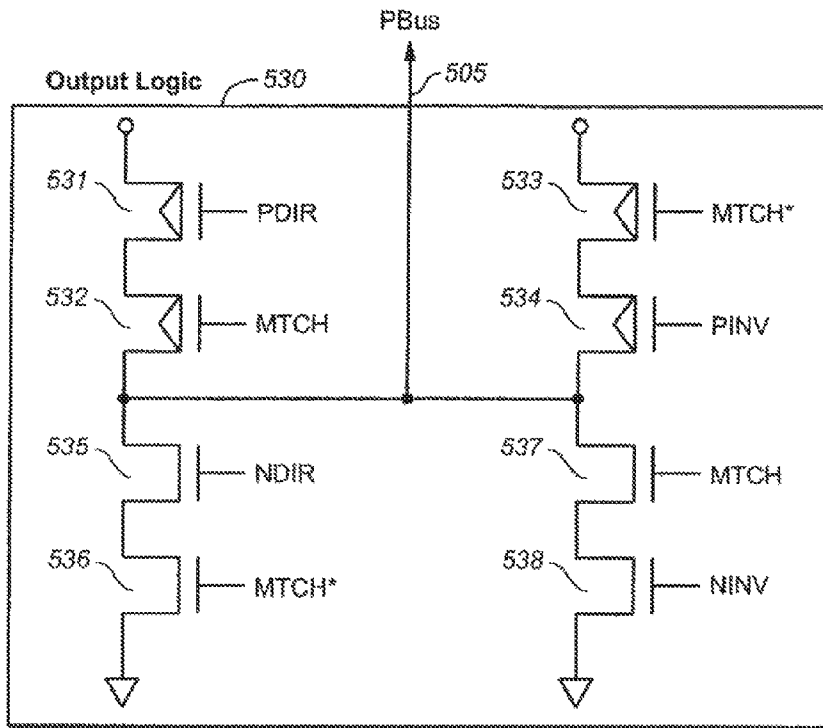 PBus
Output Logic 530 505
531 PDIR 533 MTCH*
532 MTCH 534 PINV
535 NDIR 537 MTCH
536 MTCH* 538 NINV